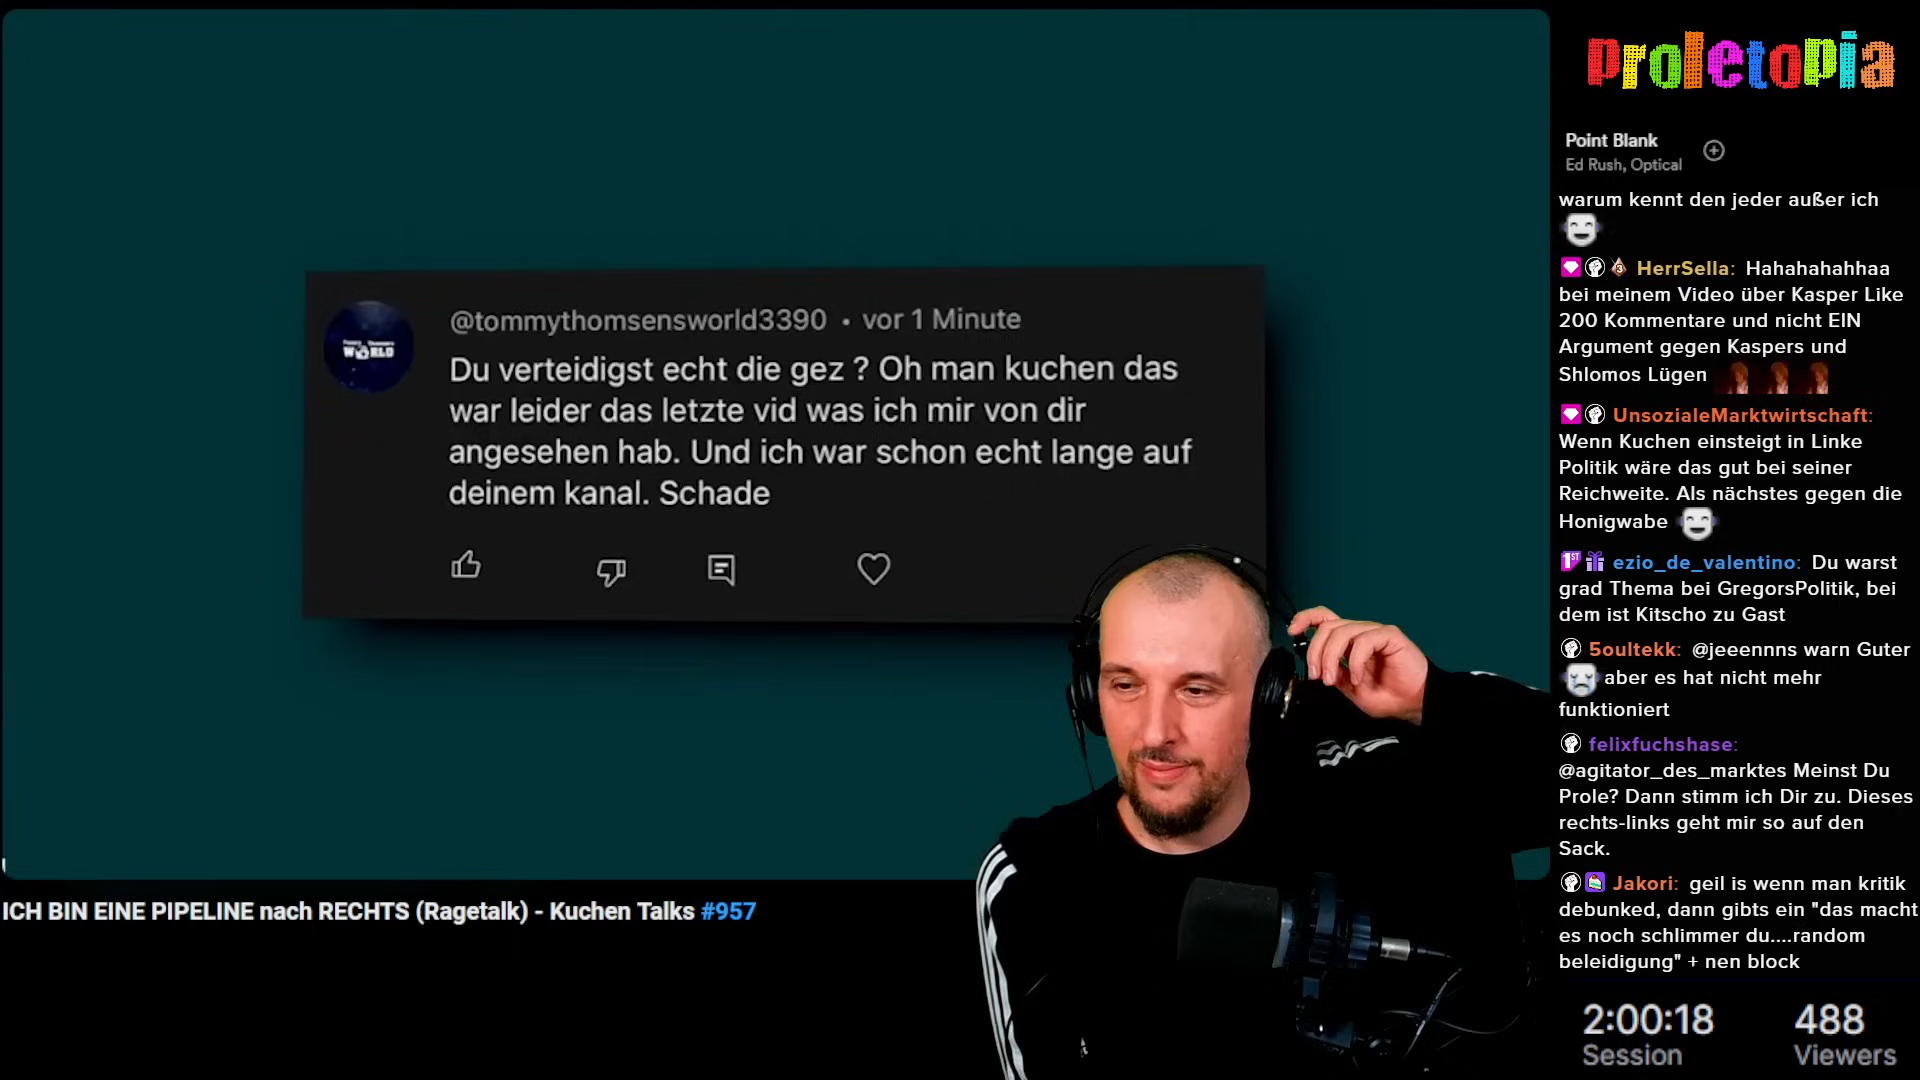 Proletopia
Point Blank
Ed Rush, Optical
warum kennt den jeder außer ich
HerrSella: Hahahahahhaa
bei meinem Video über Kasper Like
200 Kommentare und nicht EIN
Argument gegen Kaspers und
Shlomos Lügen
UnsozialeMarktwirtschaft:
Wenn Kuchen einsteigt in Linke
Politik wäre das gut bei seiner
Reichweite. Als nächstes gegen die
Honigwabe
1ST ezio_de_valentino: Du warst
grad Thema bei GregorsPolitik, bei
dem ist Kitscho zu Gast
5oultekk: @jeeennns warn Guter
aber es hat nicht mehr
funktioniert
felixfuchshase:
@agitator_des_marktes Meinst Du
Prole? Dann stimm ich Dir zu. Dieses
rechts-links geht mir so auf den
Sack.
Jakori: geil is wenn man kritik
debunked, dann gibts ein "das macht
es noch schlimmer du....random
beleidigung" + nen block
2:00:18 488
Session Viewers
WORLD
@tommythomsensworld3390 • vor 1 Minute
Du verteidigst echt die gez ? Oh man kuchen das
war leider das letzte vid was ich mir von dir
angesehen hab. Und ich war schon echt lange auf
deinem kanal. Schade
ICH BIN EINE PIPELINE nach RECHTS (Ragetalk) - Kuchen Talks #957